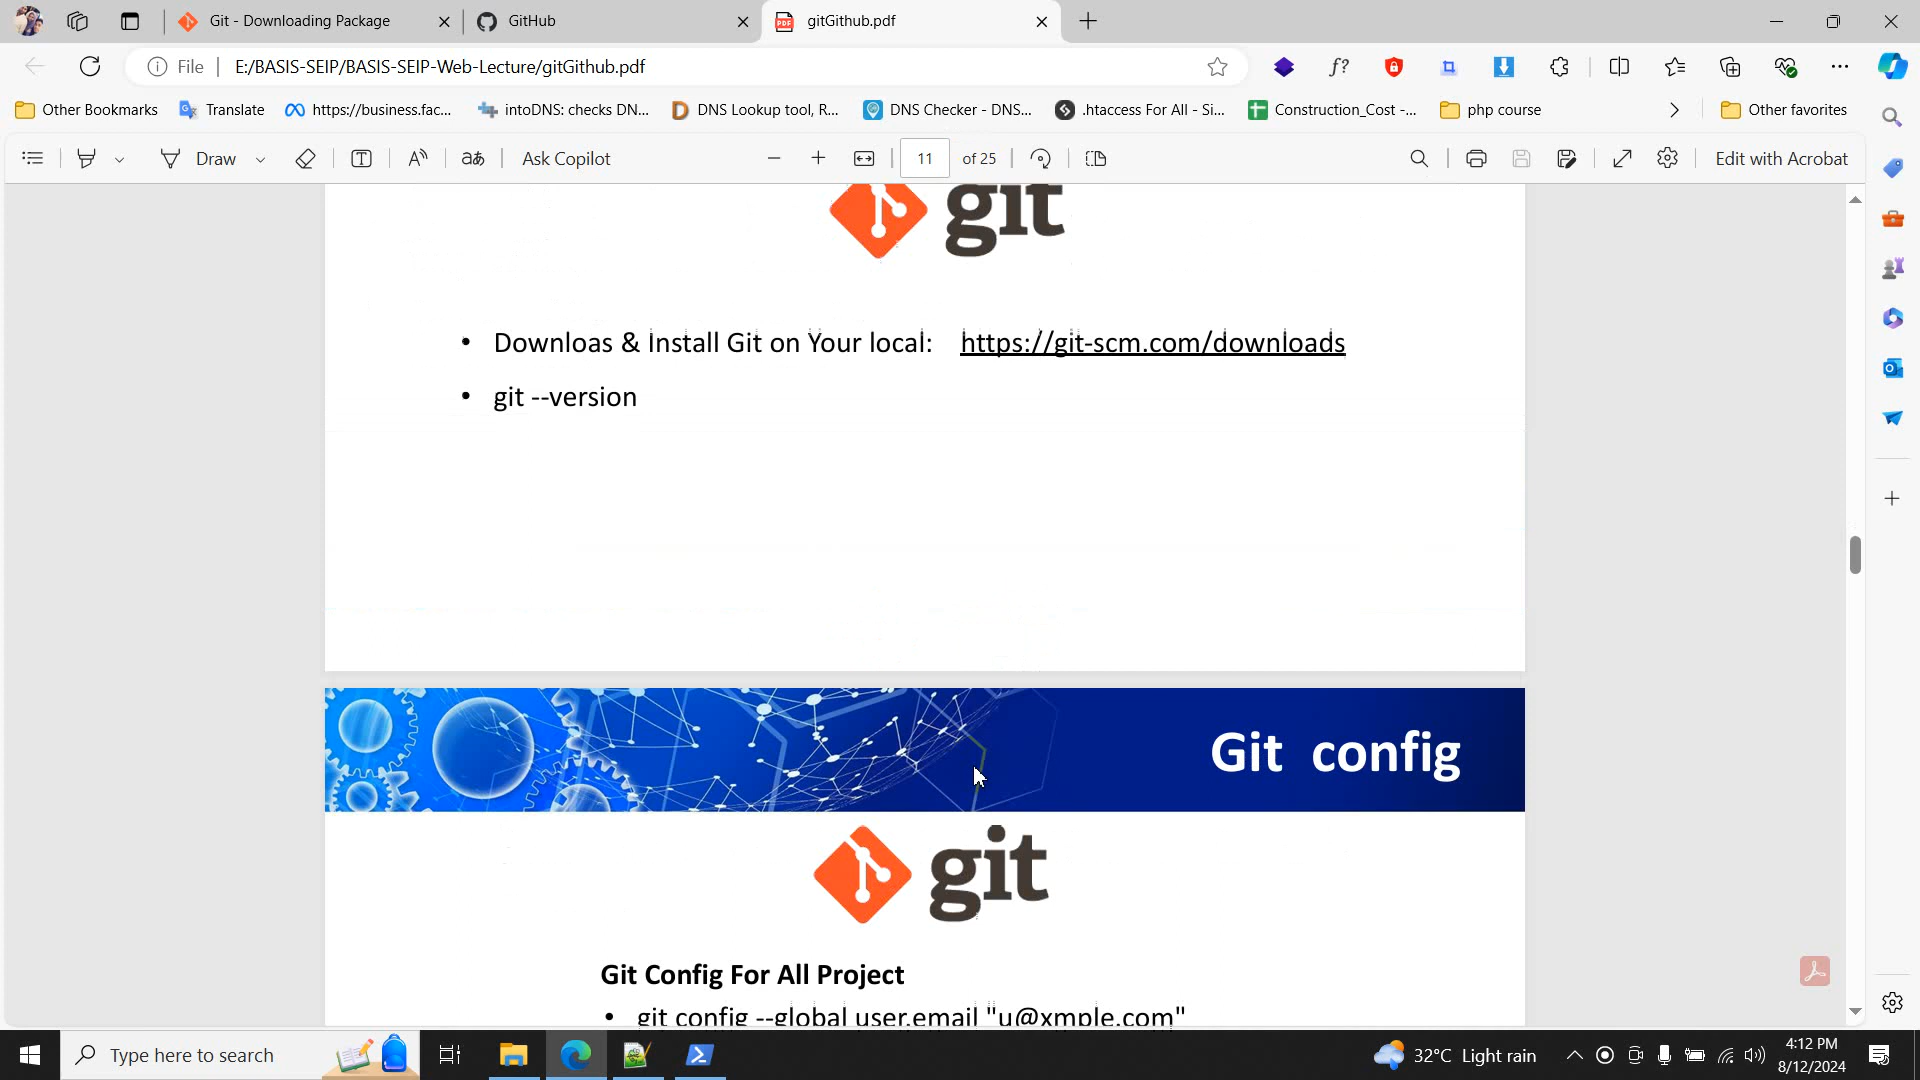 Git - Downloading Package
GitHub
gitGithub.pdf
File
E:/BASIS-SEIP/BASIS-SEIP-Web-Lecture/gitGithub.pdf
Other Bookmarks
Translate
https://business.fac...
intoDNS: checks DN...
DNS Lookup tool, R...
DNS Checker - DNS...
.htaccess For All - Si...
Construction_Cost -...
php course
Other favorites
Draw
Ask Copilot
11 of 25
Edit with Acrobat
git
• Downloas & Install Git on Your local: https://git-scm.com/downloads
• git --version
Git config
git
Git Config For All Project
• git config --global user.email "u@xmple.com"
Type here to search
32°C Light rain
4:12 PM
8/12/2024